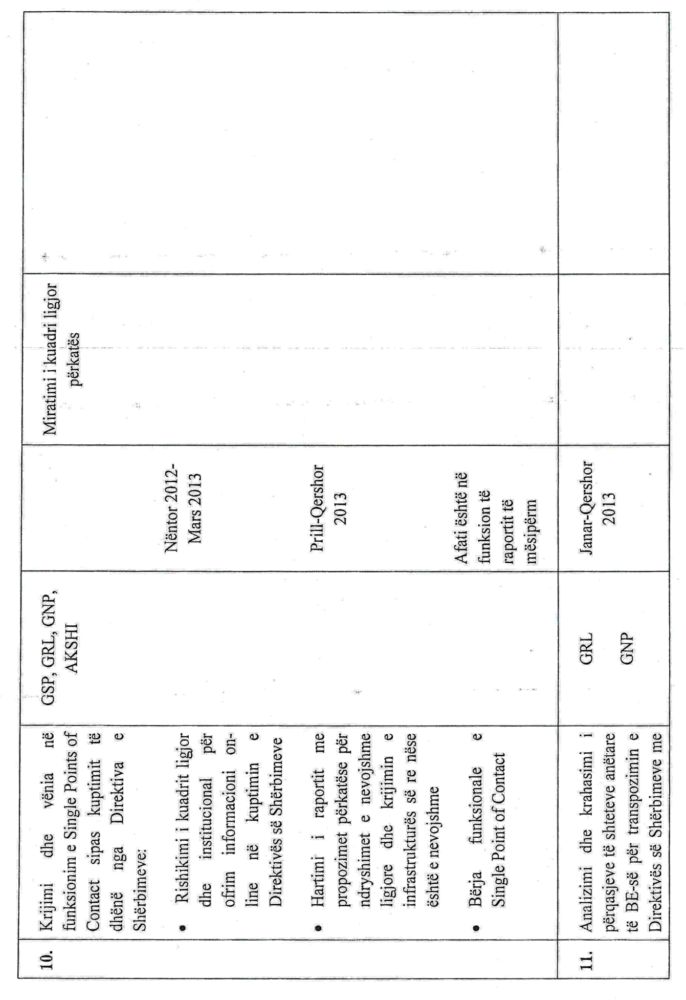 10.
Krijimi dhe vënia në
funksionim e Single Points of
Contact sipas kuptimit të
dhënë nga Direktiva e
Shërbimeve:
• Rishikimi i kuadrit ligjor
dhe institucional për
ofrim informacioni on-
line në kuptimin e
Direktivës së Shërbimeve
• Hartimi i raportit me
propozimet përkatëse për
ndryshimet e nevojshme
ligjore dhe krijimin e
infrastrukturës së re nëse
është e nevojshme
• Bërja funksionale e
Single Point of Contact
GSP, GRL, GNP,
AKSHI
Nëntor 2012-
Mars 2013
Prill-Qershor
2013
Afati është në
funksion të
raportit të
mësipërm
Miratimi i kuadri ligjor
përkatës
11.
Analizimi dhe krahasimi i
përqasjeve të shteteve anëtare
të BE-së për transpozimin e
Direktivës së Shërbimeve me
GRL
GNP
Janar-Qershor
2013